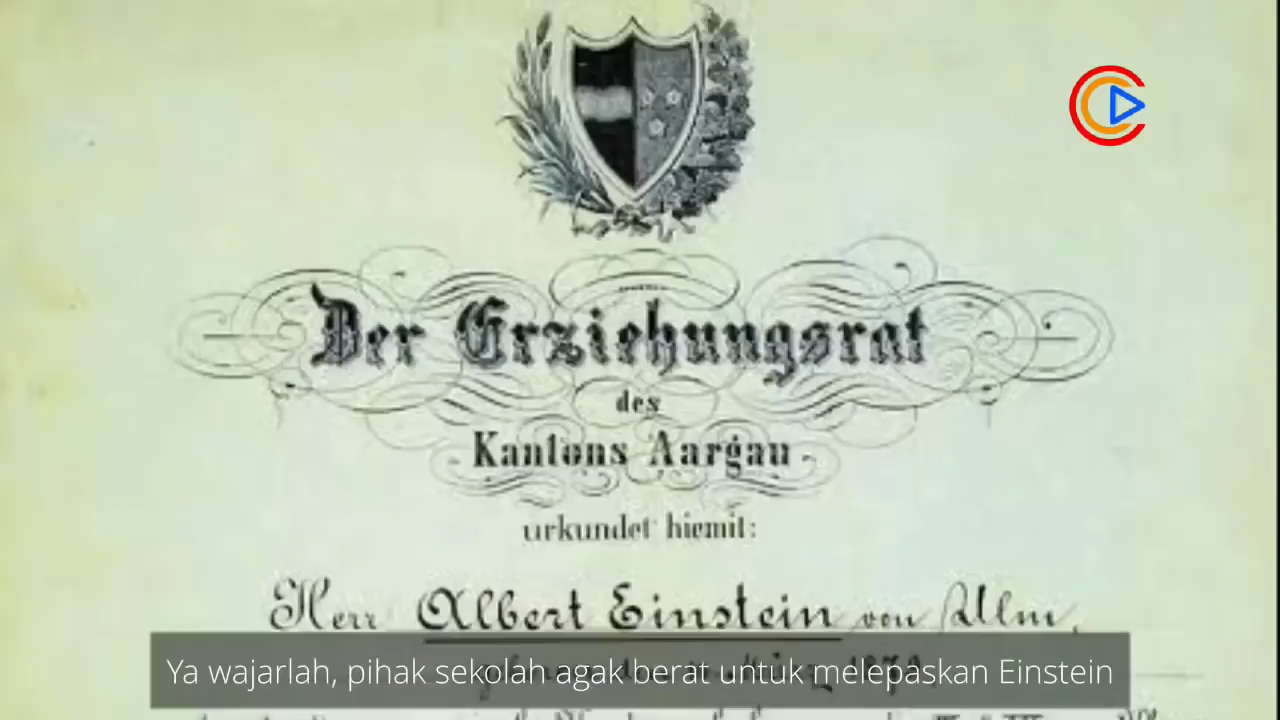 Der Erziehungsrat
des
Kantons Aargau
urkundet hiemit:
Herr Albert Einstein von Ulm,
Ya wajarlah, pihak sekolah agak berat untuk melepaskan Einstein